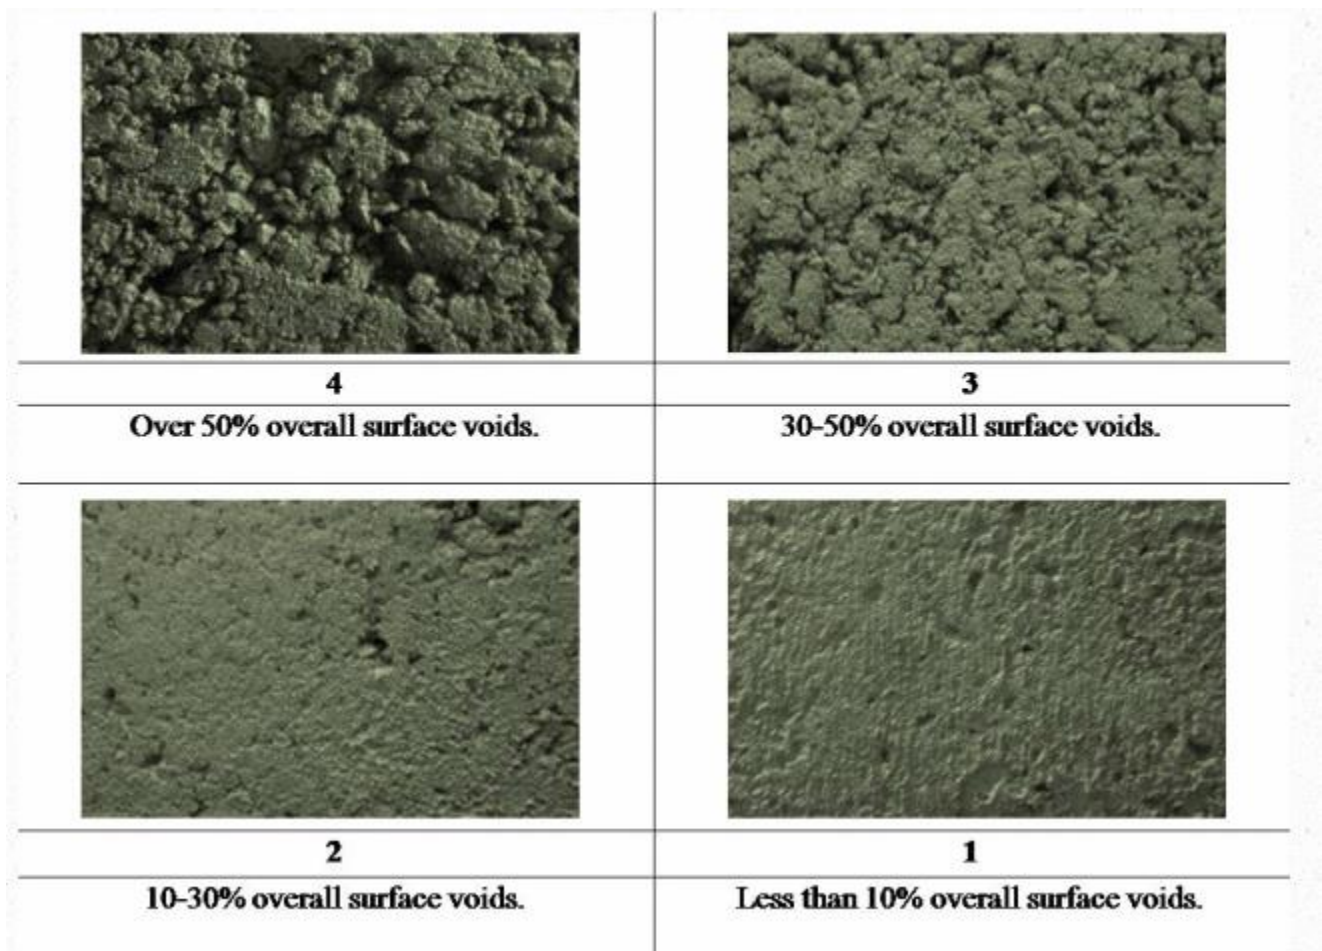 4
3
Over 50% overall surface voids.
30-50% overall surface voids.
2
1
10-30% overall surface voids.
Less than 10% overall surface voids.